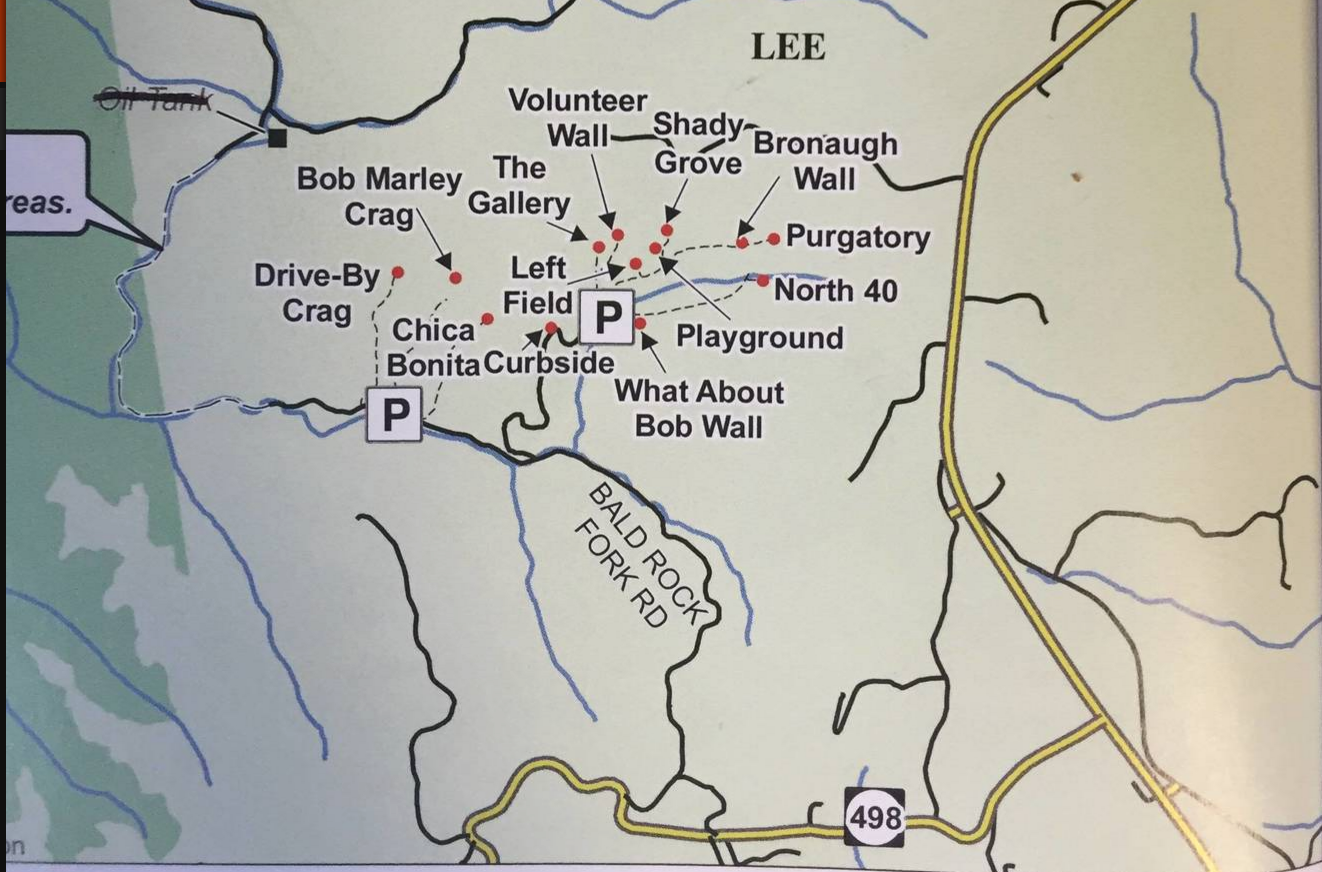 LEE
Oil Tank
Volunteer
Wall
Shady
Grove
Bronaugh
Wall
The
Gallery
Bob Marley
Crag
reas.
Purgatory
Drive-By
Crag
Left
Field
North 40
Chica
Bonita
P
Playground
Curbside
What About
Bob Wall
P
BALD ROCK
FORK RD
498
on